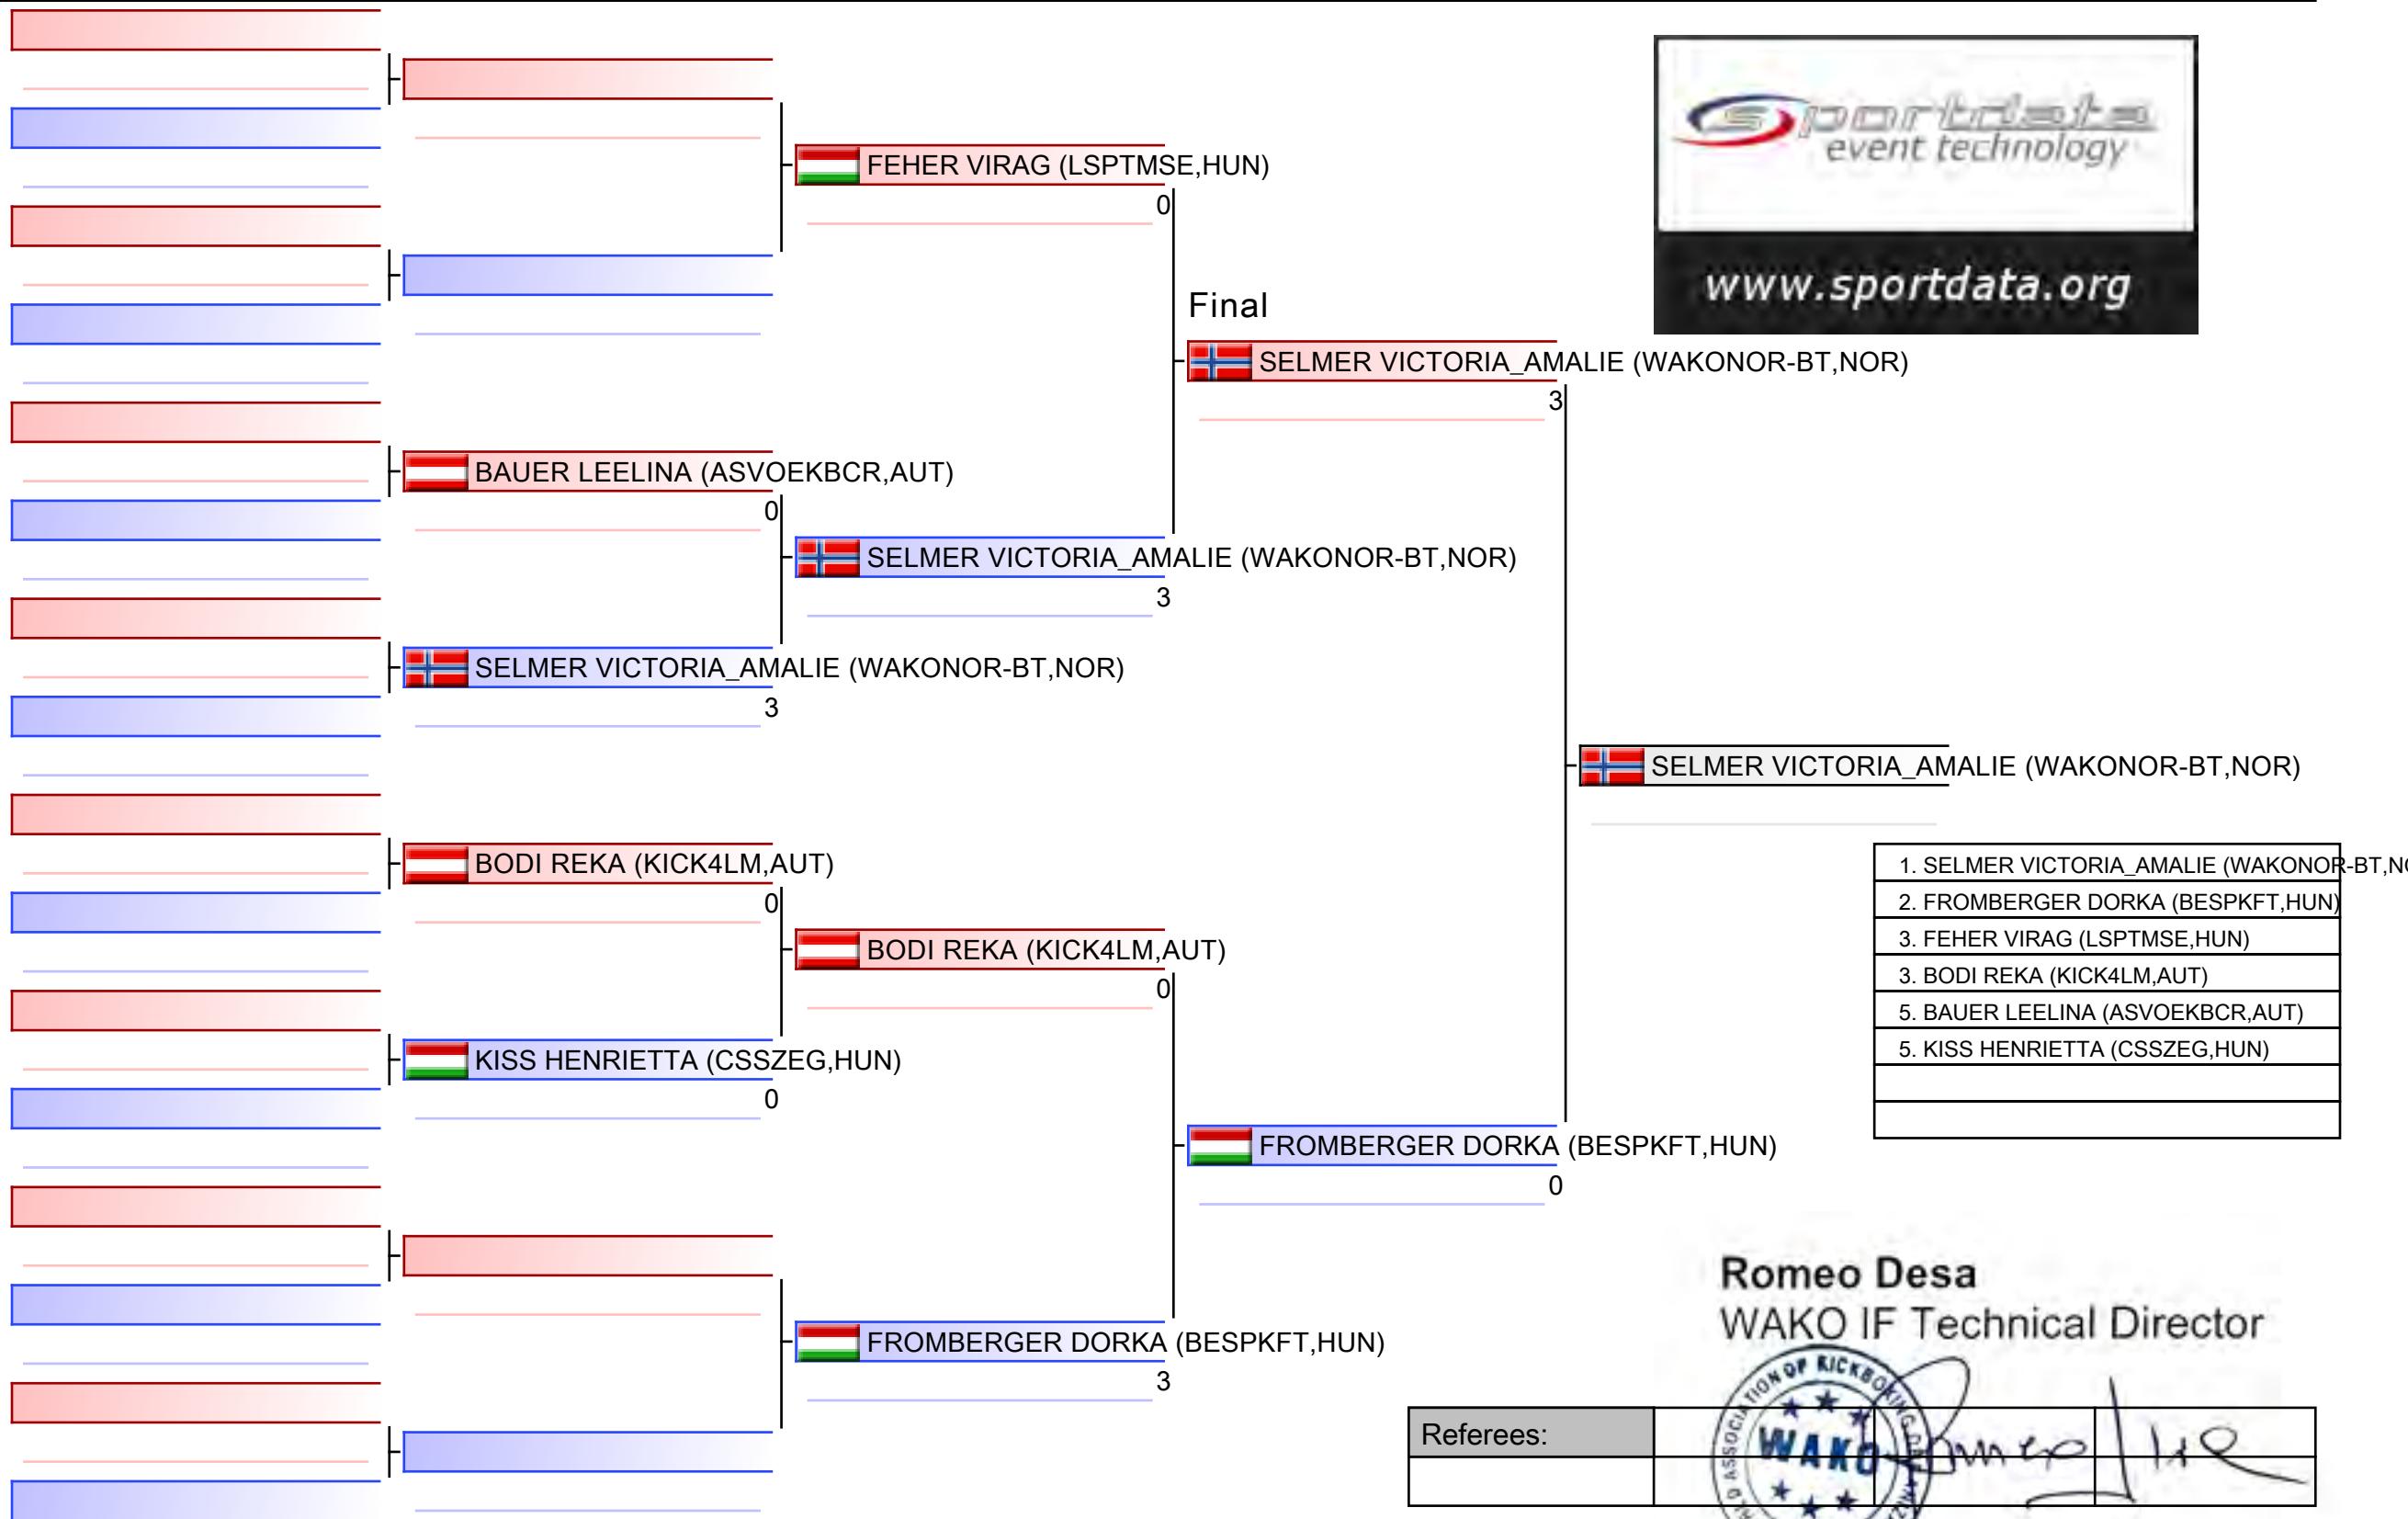 sportdata
event technology
www.sportdata.org
FEHER VIRAG (LSPTMSE,HUN)
0
Final
SELMER VICTORIA_AMALIE (WAKONOR-BT,NOR)
3
BAUER LEELINA (ASVOEKBCR,AUT)
0
SELMER VICTORIA_AMALIE (WAKONOR-BT,NOR)
3
SELMER VICTORIA_AMALIE (WAKONOR-BT,NOR)
3
SELMER VICTORIA_AMALIE (WAKONOR-BT,NOR)
BODI REKA (KICK4LM,AUT)
0
BODI REKA (KICK4LM,AUT)
0
KISS HENRIETTA (CSSZEG,HUN)
0
FROMBERGER DORKA (BESPKFT,HUN)
0
FROMBERGER DORKA (BESPKFT,HUN)
3
1. SELMER VICTORIA_AMALIE (WAKONOR-BT,NO
2. FROMBERGER DORKA (BESPKFT,HUN)
3. FEHER VIRAG (LSPTMSE,HUN)
3. BODI REKA (KICK4LM,AUT)
5. BAUER LEELINA (ASVOEKBCR,AUT)
5. KISS HENRIETTA (CSSZEG,HUN)
Romeo Desa
WAKO IF Technical Director
Referees:
ASSOCIATION OF KICKBOXING
WAKO